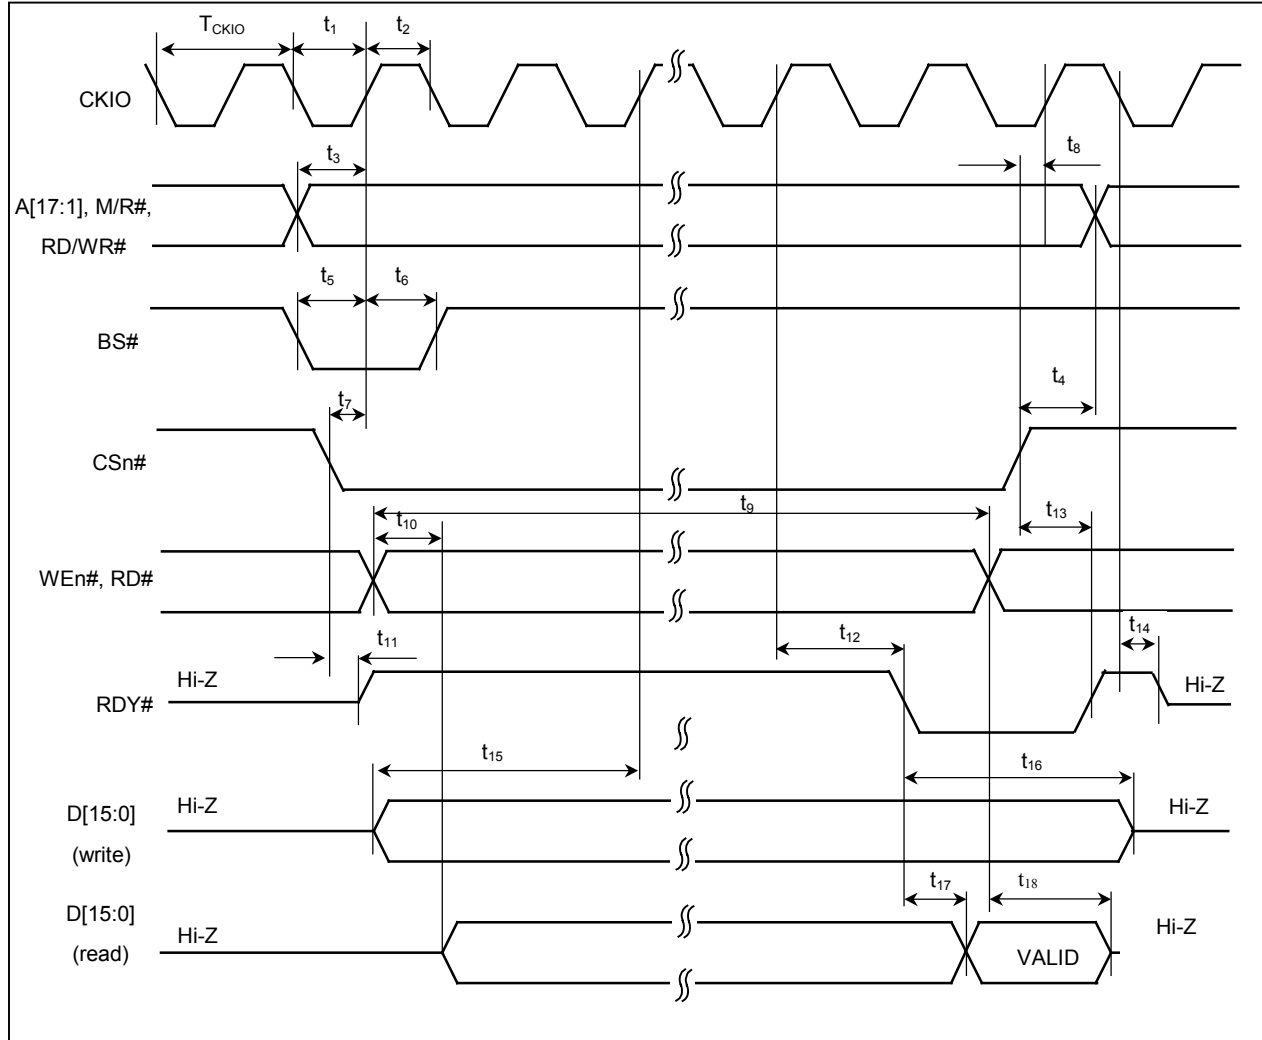 TCKIO t1 t2
CKIO
t3 t8
A[17:1], M/R#,
RD/WR#
t5 t6
BS#
t4
t7
CSn#
t9
t10 t13
WEn#, RD#
t11 t12 t14
Hi-Z Hi-Z
RDY#
t15 t16
Hi-Z Hi-Z
D[15:0]
(write)
t17 t18
D[15:0]
Hi-Z Hi-Z
(read)
VALID